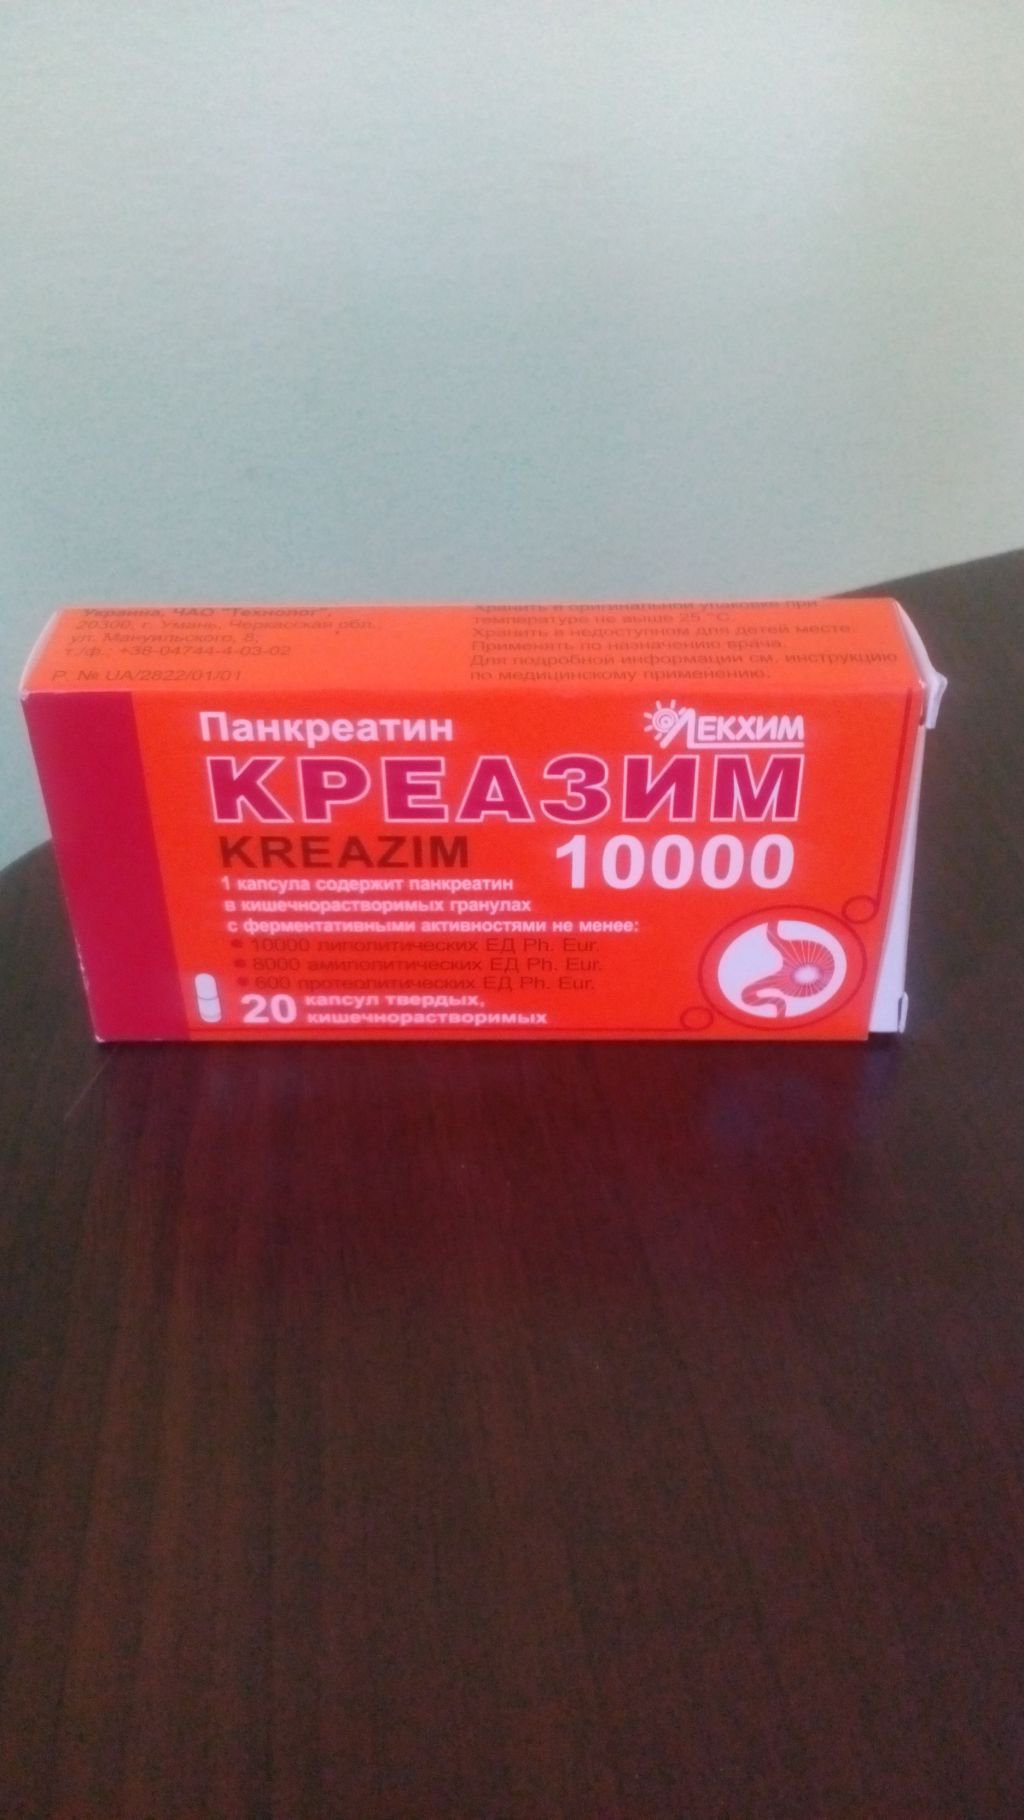 Украина, ЧАО "Технолог",
20300, г. Умань, Черкасская обл.,
ул. Мануильского, 8;
т./ф.: +38-04744-4-03-02
Р. № UA/2822/01/01
Хранить в оригинальной упаковке при
температуре не выше 25 °С.
Хранить в недоступном для детей месте.
Применять по назначению врача.
Для подробной информации см. инструкцию
по медицинскому применению.
Панкреатин
ЛЕКХИМ
КРЕАЗИМ
KREAZIM 10000
1 капсула содержит панкреатин
в кишечнорастворимых гранулах
с ферментативными активностями не менее:
• 10000 липолитических ЕД Ph. Eur.
• 8000 амилолитических ЕД Ph. Eur.
• 600 протеолитических ЕД Ph. Eur.
20 капсул твердых,
кишечнорастворимых